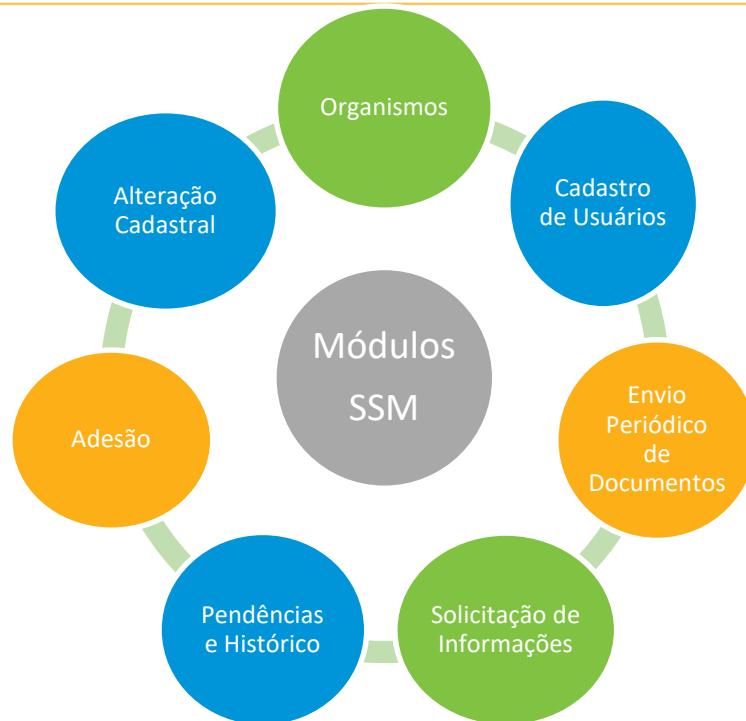 Organismos
Cadastro
de Usuários
Envio
Periódico
de
Documentos
Solicitação de
Informações
Pendências
e Histórico
Adesão
Alteração
Cadastral
Módulos
SSM